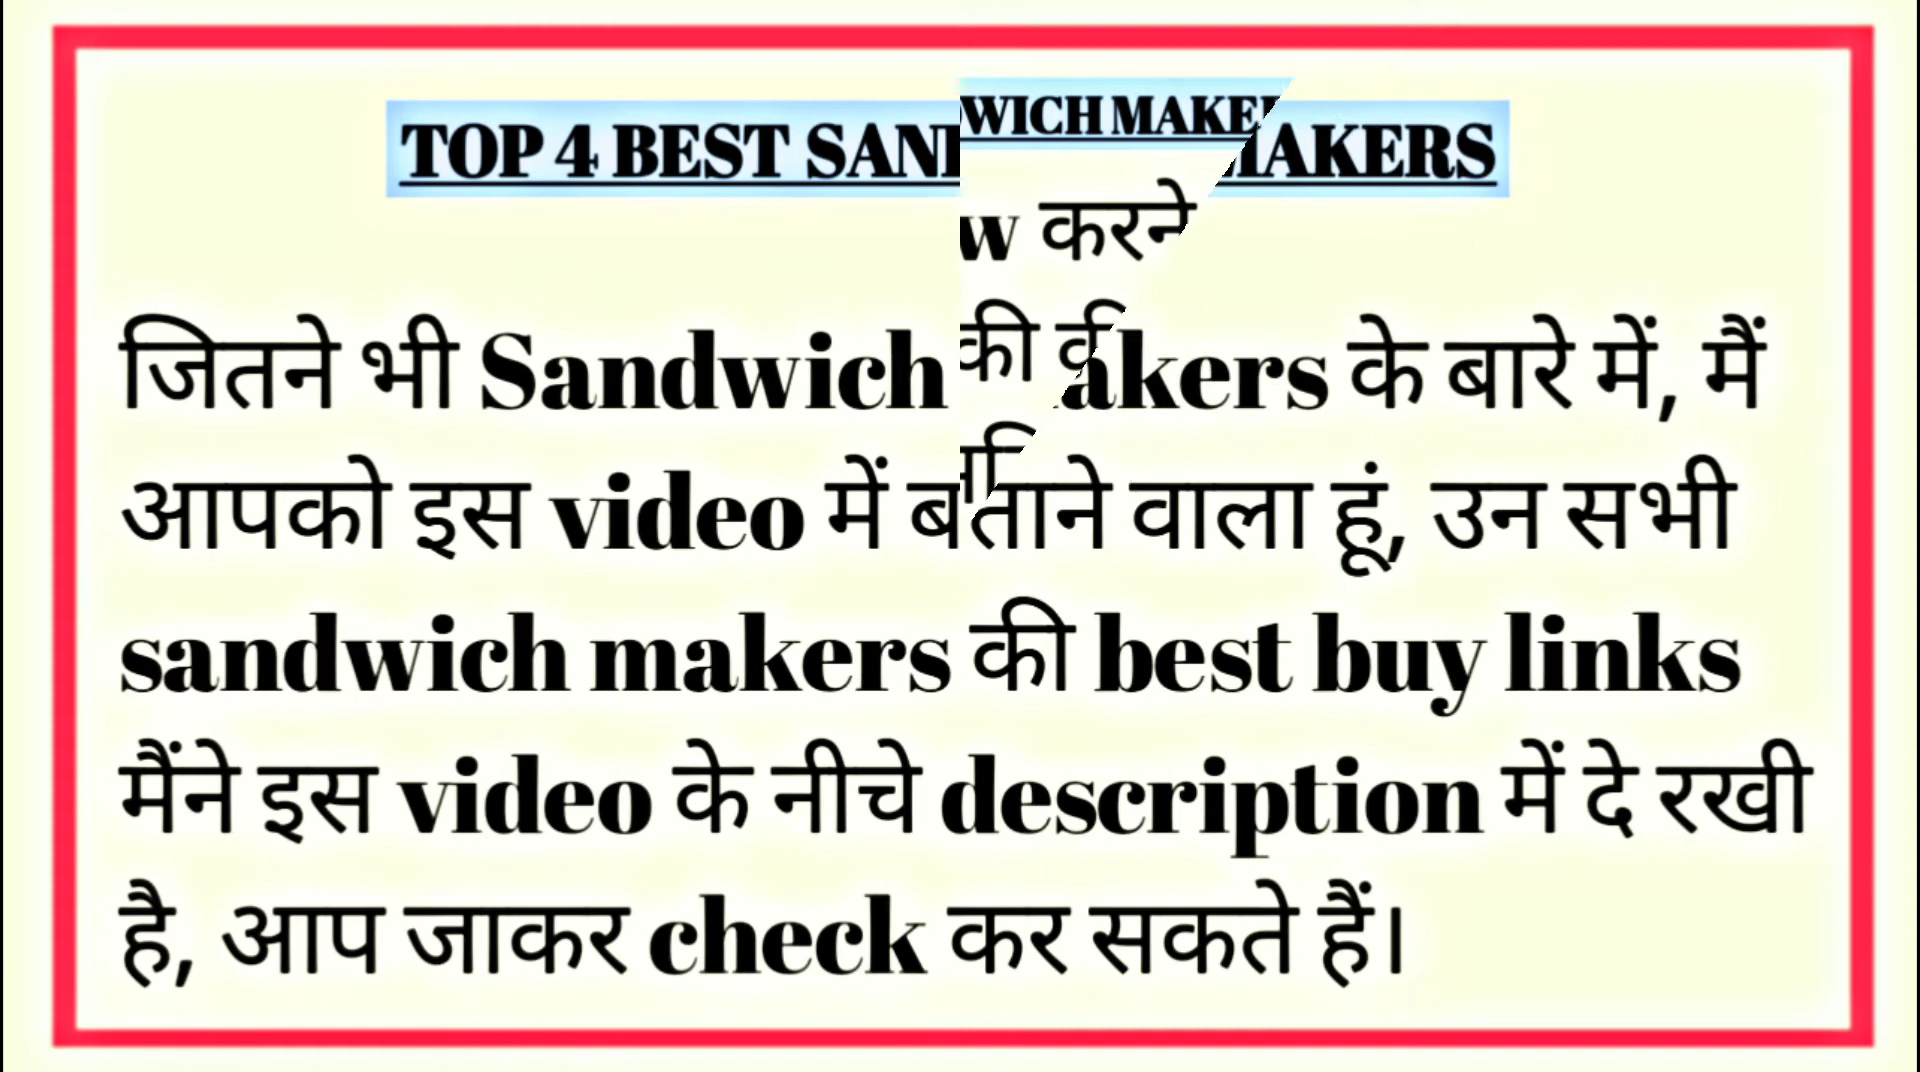 TOP 4 BEST SAN WICH MAKE AKERS
w करने
जितने भी Sandwich की akers के बारे में, मैं
आपको इस video में बताने वाला हूं, उन सभी
sandwich makers की best buy links
मैंने इस video के नीचे description में दे रखी
है, आप जाकर check कर सकते हैं।